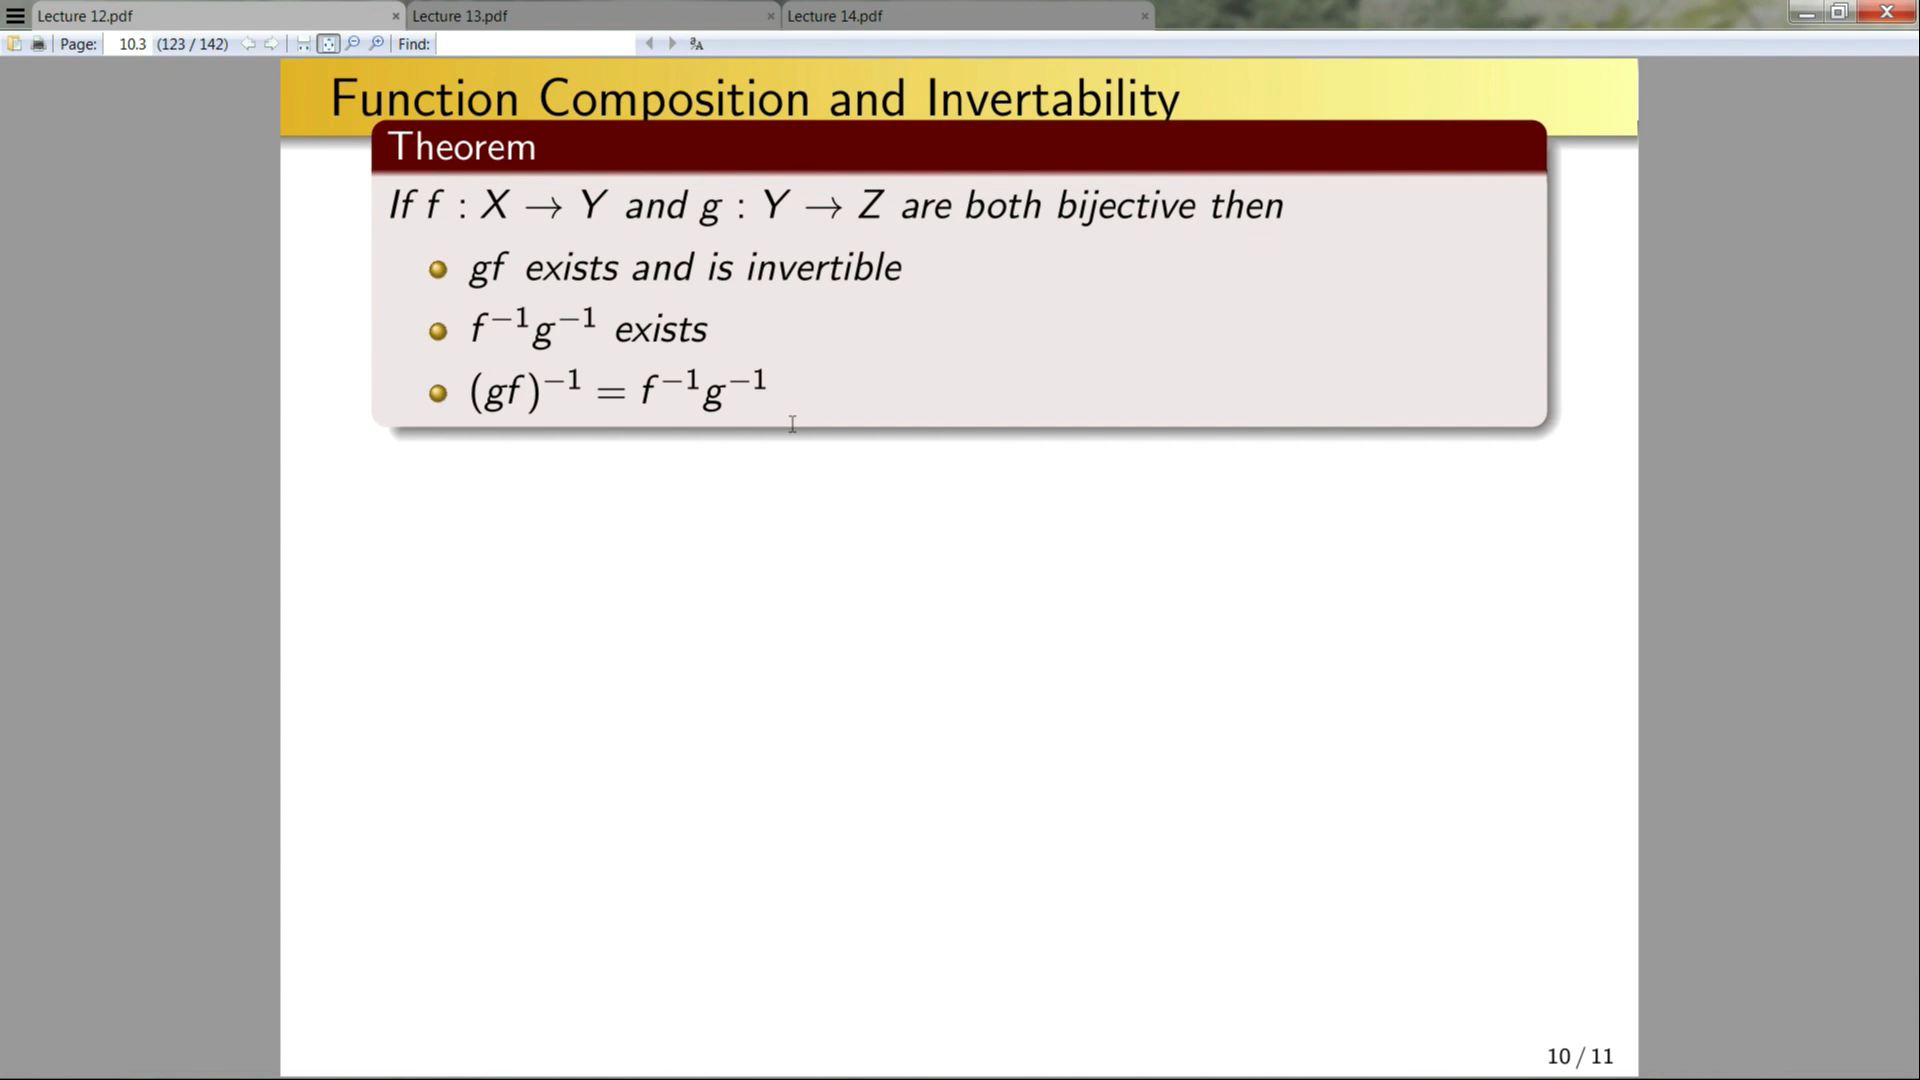 Lecture 12.pdf × Lecture 13.pdf × Lecture 14.pdf ×
Page: 10.3 (123 / 142) Find:
Function Composition and Invertability
Theorem
If f : X → Y and g : Y → Z are both bijective then
gf exists and is invertible
f⁻¹g⁻¹ exists
(gf)⁻¹ = f⁻¹g⁻¹
10 / 11